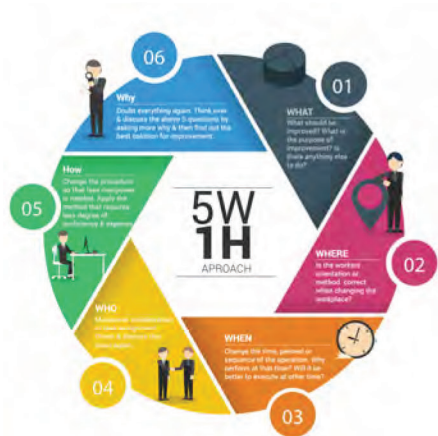 5W
1H
APROACH
01
WHAT
What should be
improved? What is
the purpose of
improvement? Is
there anything else
to do?
02
WHERE
Is the workers
orientation or
method correct
when changing the
workplace?
03
WHEN
Change the time, period or
sequence of the operation. Why
perform at that time? Will it be
better to execute at other time?
04
WHO
05
How
Change the procedure
so that less manpower
is needed. Apply the
method that requires
less degree of
proficiency & expense
06
Why
Doubt everything again. Think over
& discuss the above 5 questions by
asking more why & then find out the
best solution for improvement